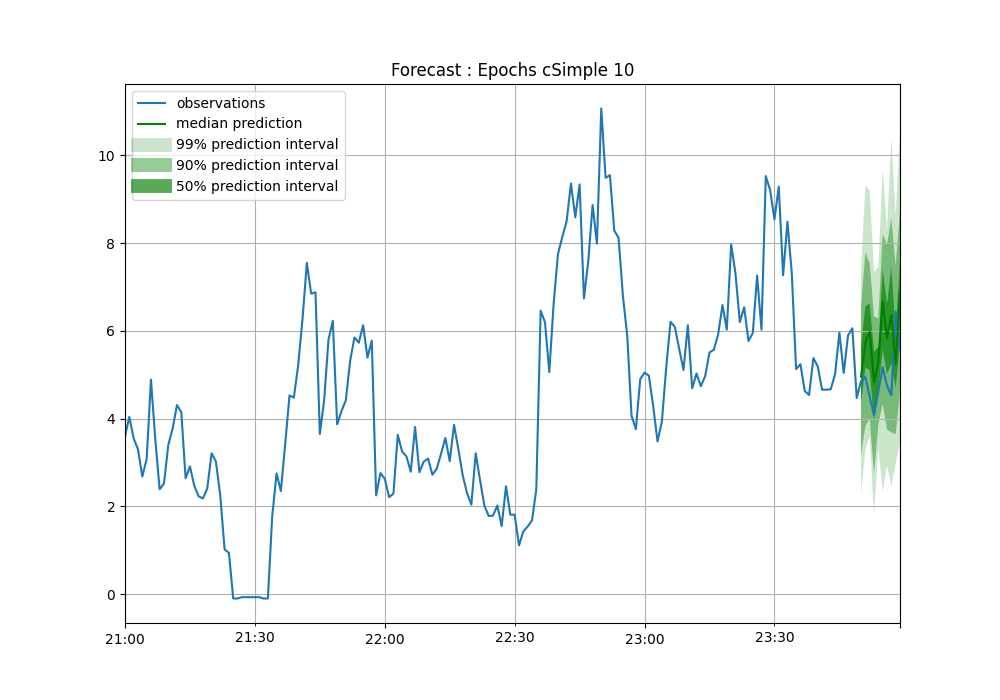 Forecast : Epochs cSimple 10
observations
median prediction
99% prediction interval
90% prediction interval
50% prediction interval
10
8
6
4
2
0
21:00 21:30 22:00 22:30 23:00 23:30